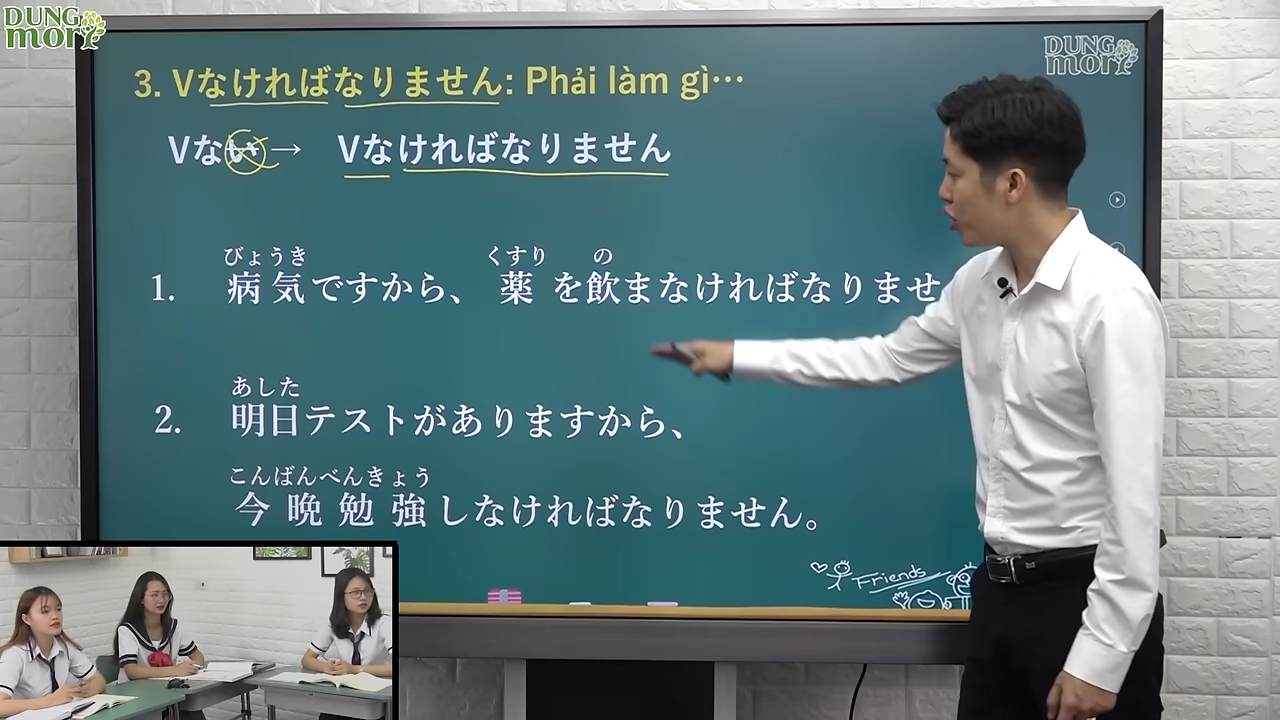 DUNG
mori
DUNG
mori
3. Vなければなりません: Phải làm gì…
Vない→ Vなければなりません
びょうき くすり の
1. 病気ですから、 薬を飲まなければなりませ
あした
2. 明日テストがありますから、
こんばんべんきょう
今晩勉強しなければなりません。
Friends